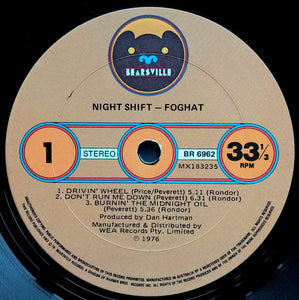 BEARSVILLE
NIGHT SHIFT – FOGHAT
1
STEREO
BR 6962
MX183235
33 1/3
RPM
1. DRIVIN' WHEEL (Price/Peverett) 5.11 (Rondor)
2. DON'T RUN ME DOWN (Peverett) 6.31 (Rondor)
3. BURNIN' THE MIDNIGHT OIL
(Peverett) 5.36 (Rondor)
Produced by Dan Hartman
Manufactured & Distributed by
WEA Records Pty. Limited
℗ 1976